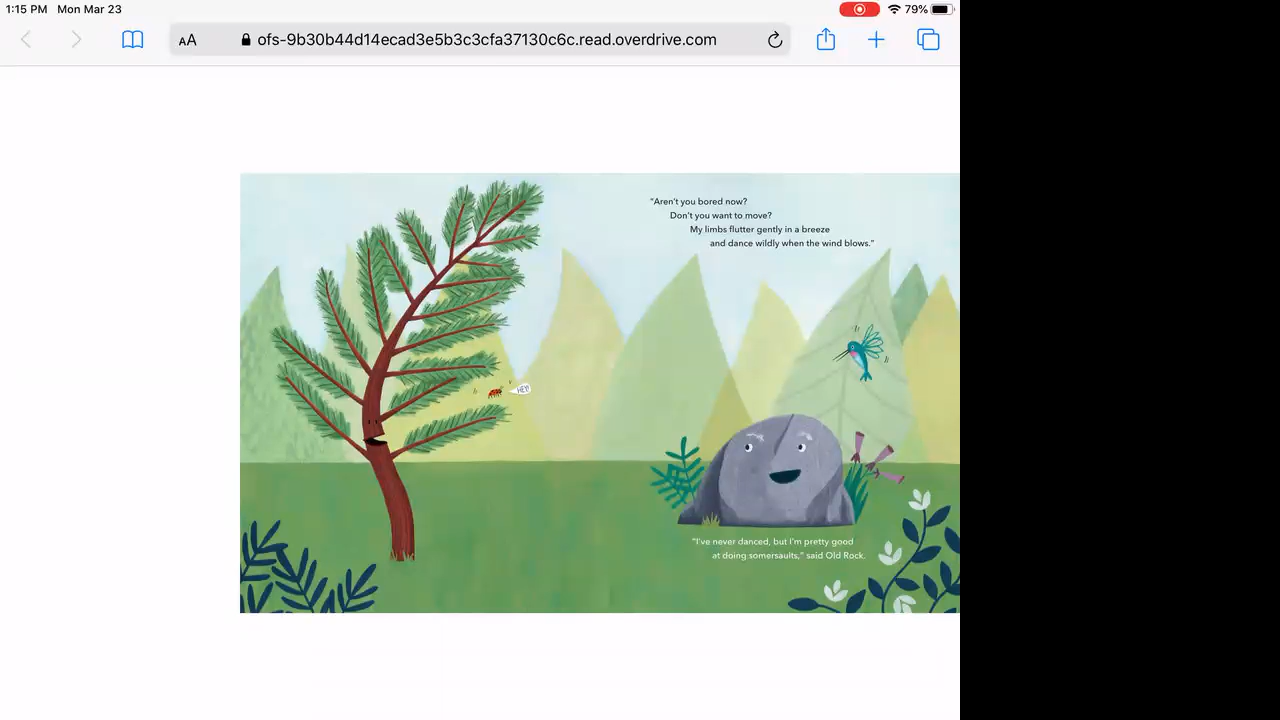 1:15 PM Mon Mar 23
79%
AA
ofs-9b30b44d14ecad3e5b3c3cfa37130c6c.read.overdrive.com
"Aren't you bored now?
Don't you want to move?
My limbs flutter gently in a breeze
and dance wildly when the wind blows."
HEY!
"I've never danced, but I'm pretty good
at doing somersaults," said Old Rock.